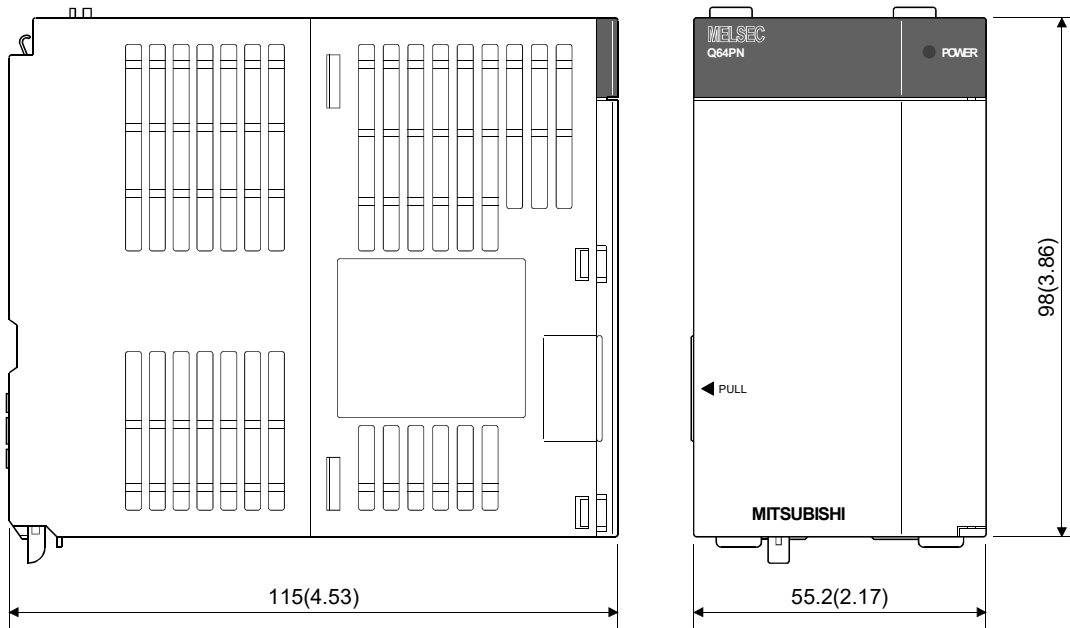 MELSEC
Q64PN
POWER
98(3.86)
PULL
MITSUBISHI
115(4.53)
55.2(2.17)